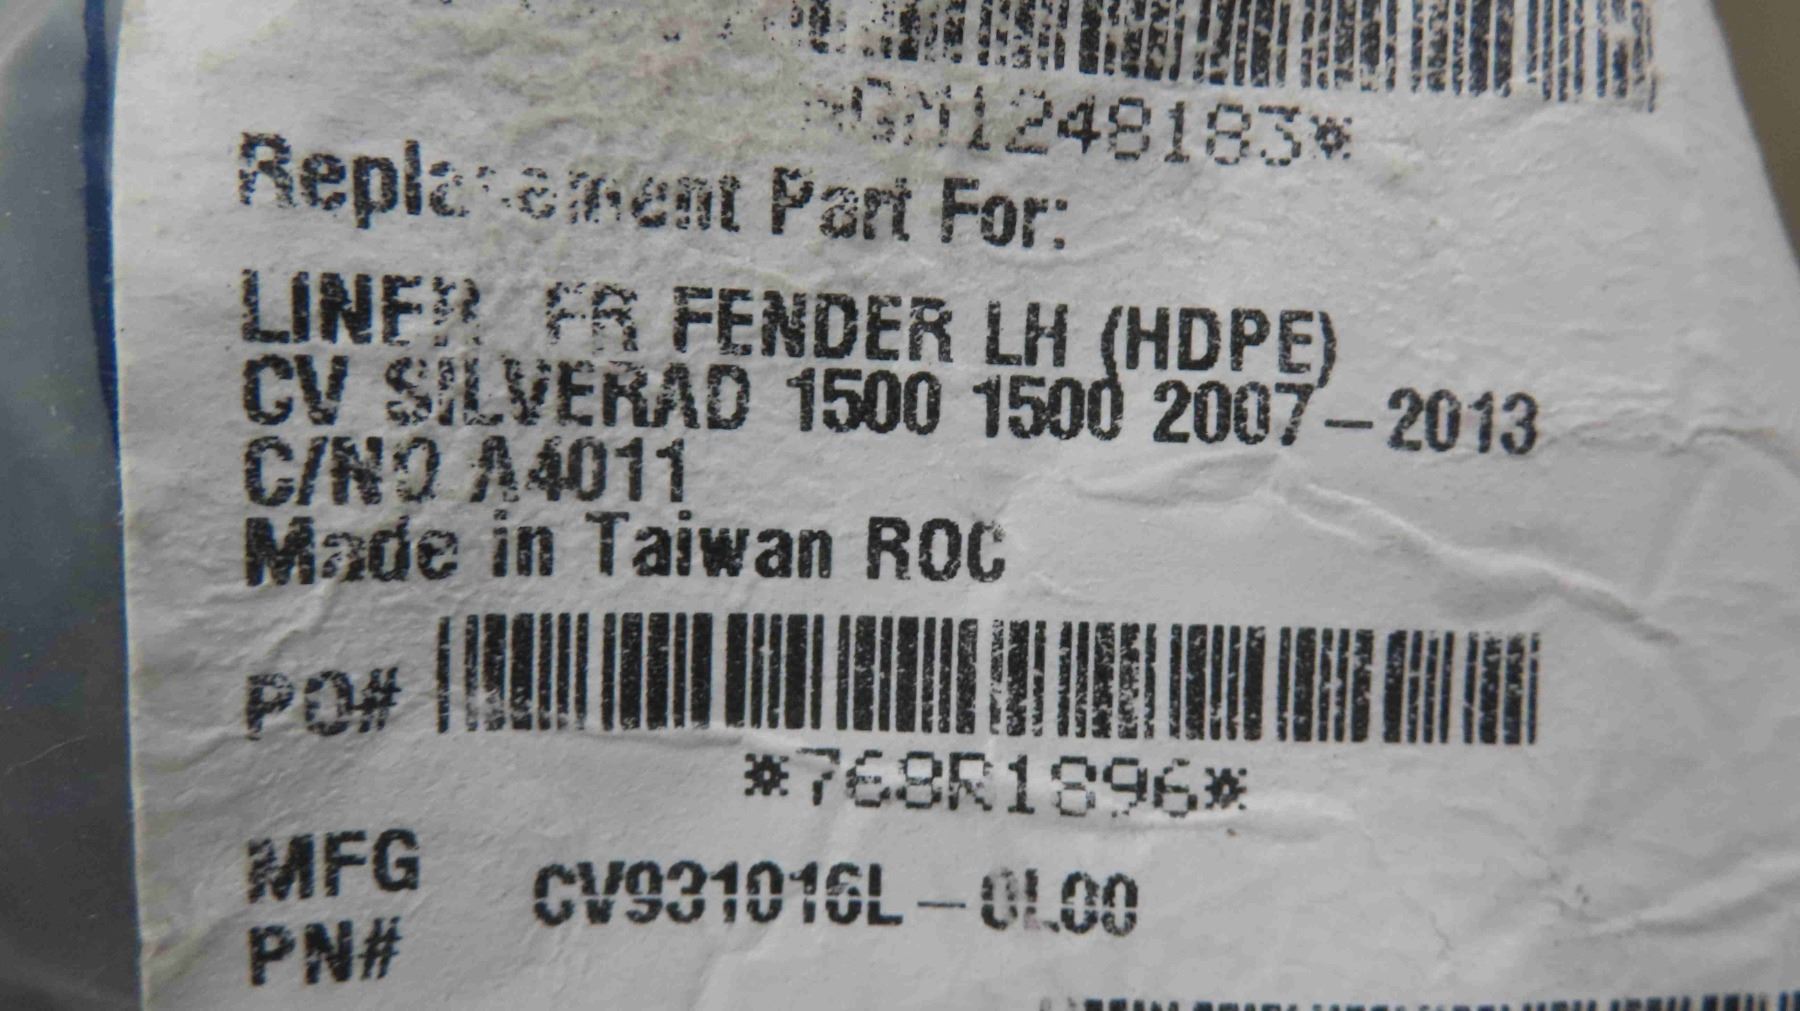 *GM1248183*
Replacement Part For:
LINER, FR FENDER LH (HDPE)
CV SILVERAD 1500 1500 2007-2013
C/NO A4011
Made in Taiwan ROC
PO#
*768R1896*
MFG CV931016L-0L00
PN#